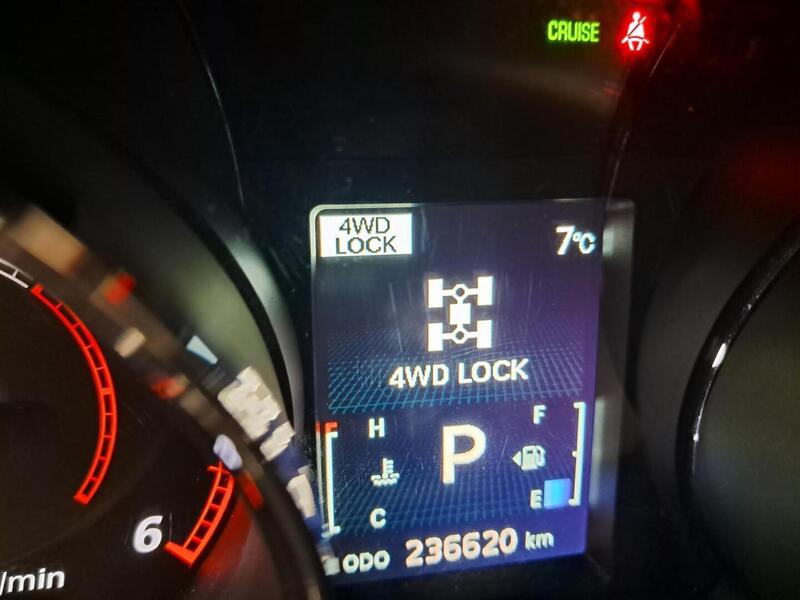 CRUISE
4WD
LOCK
7°C
4WD LOCK
H
F
P
E
C
6
ODO 236620 km
/min